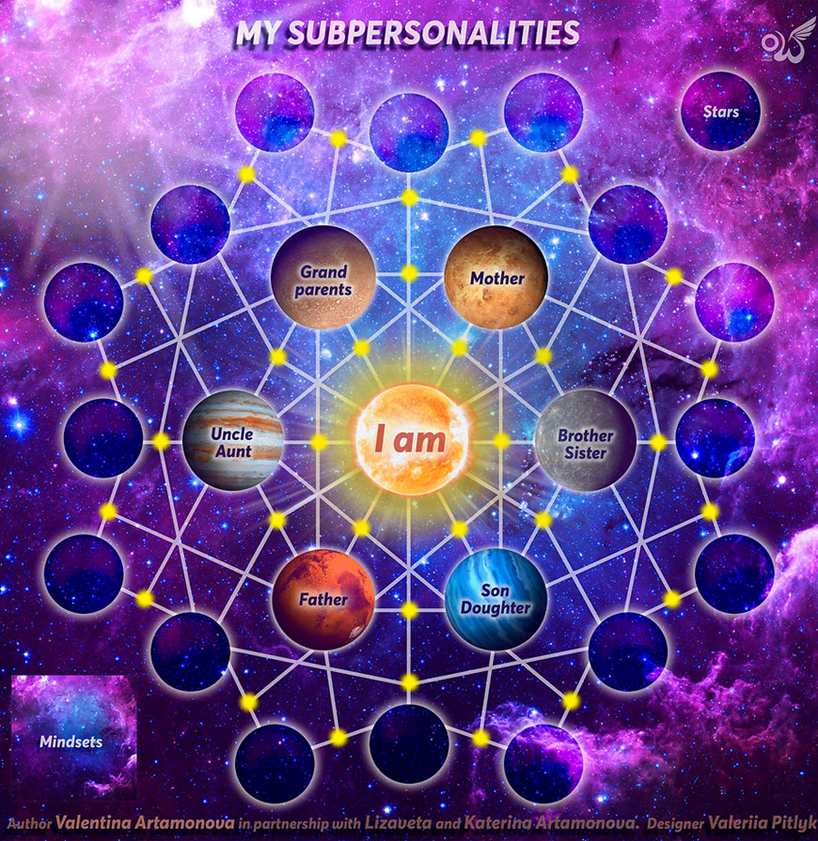 MY SUBPERSONALITIES
Stars
Grand
parents
Mother
Uncle
Aunt
I am
Brother
Sister
Father
Son
Doughter
Mindsets
Author Valentina Artamonova in partnership with Lizaveta and Katerina Artamonova. Designer Valeriia Pitlyk